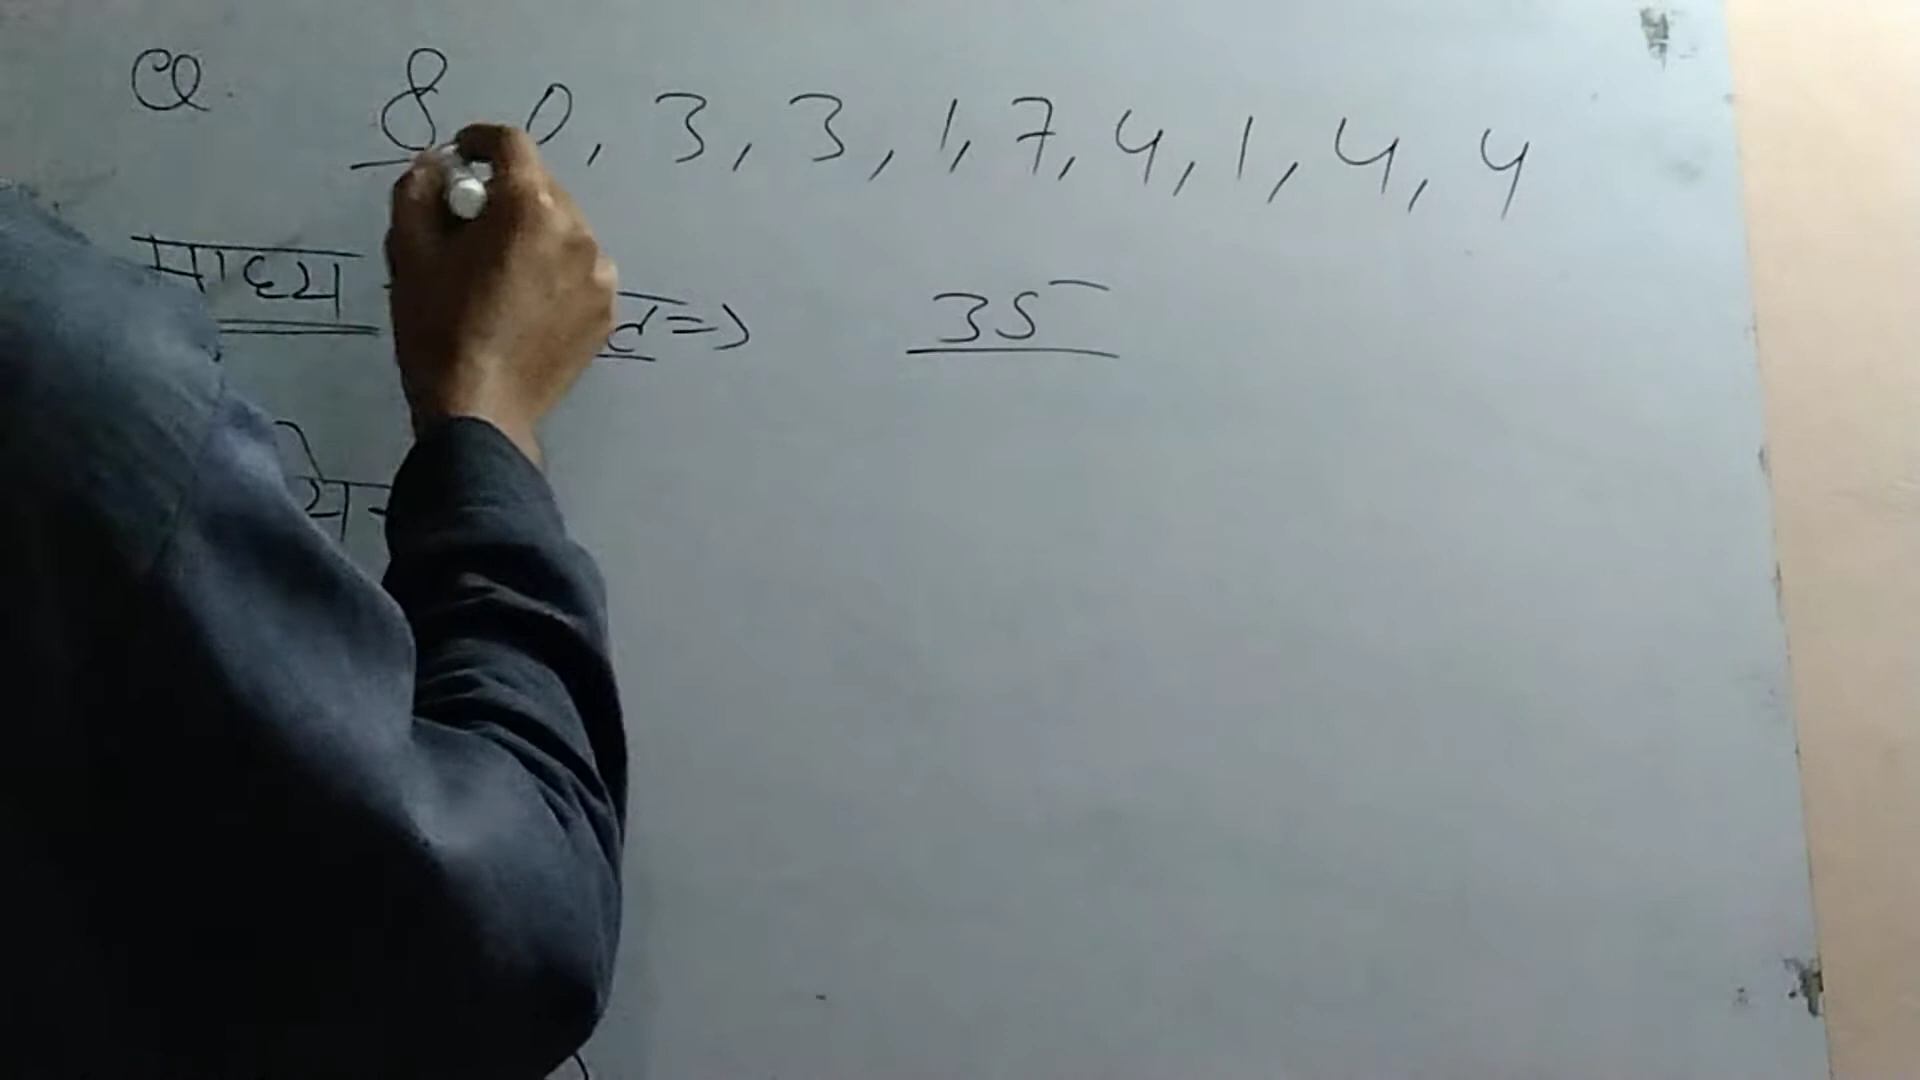 Q. 8, 0, 3, 3, 1, 7, 4, 1, 4, 4
माध्य => 35